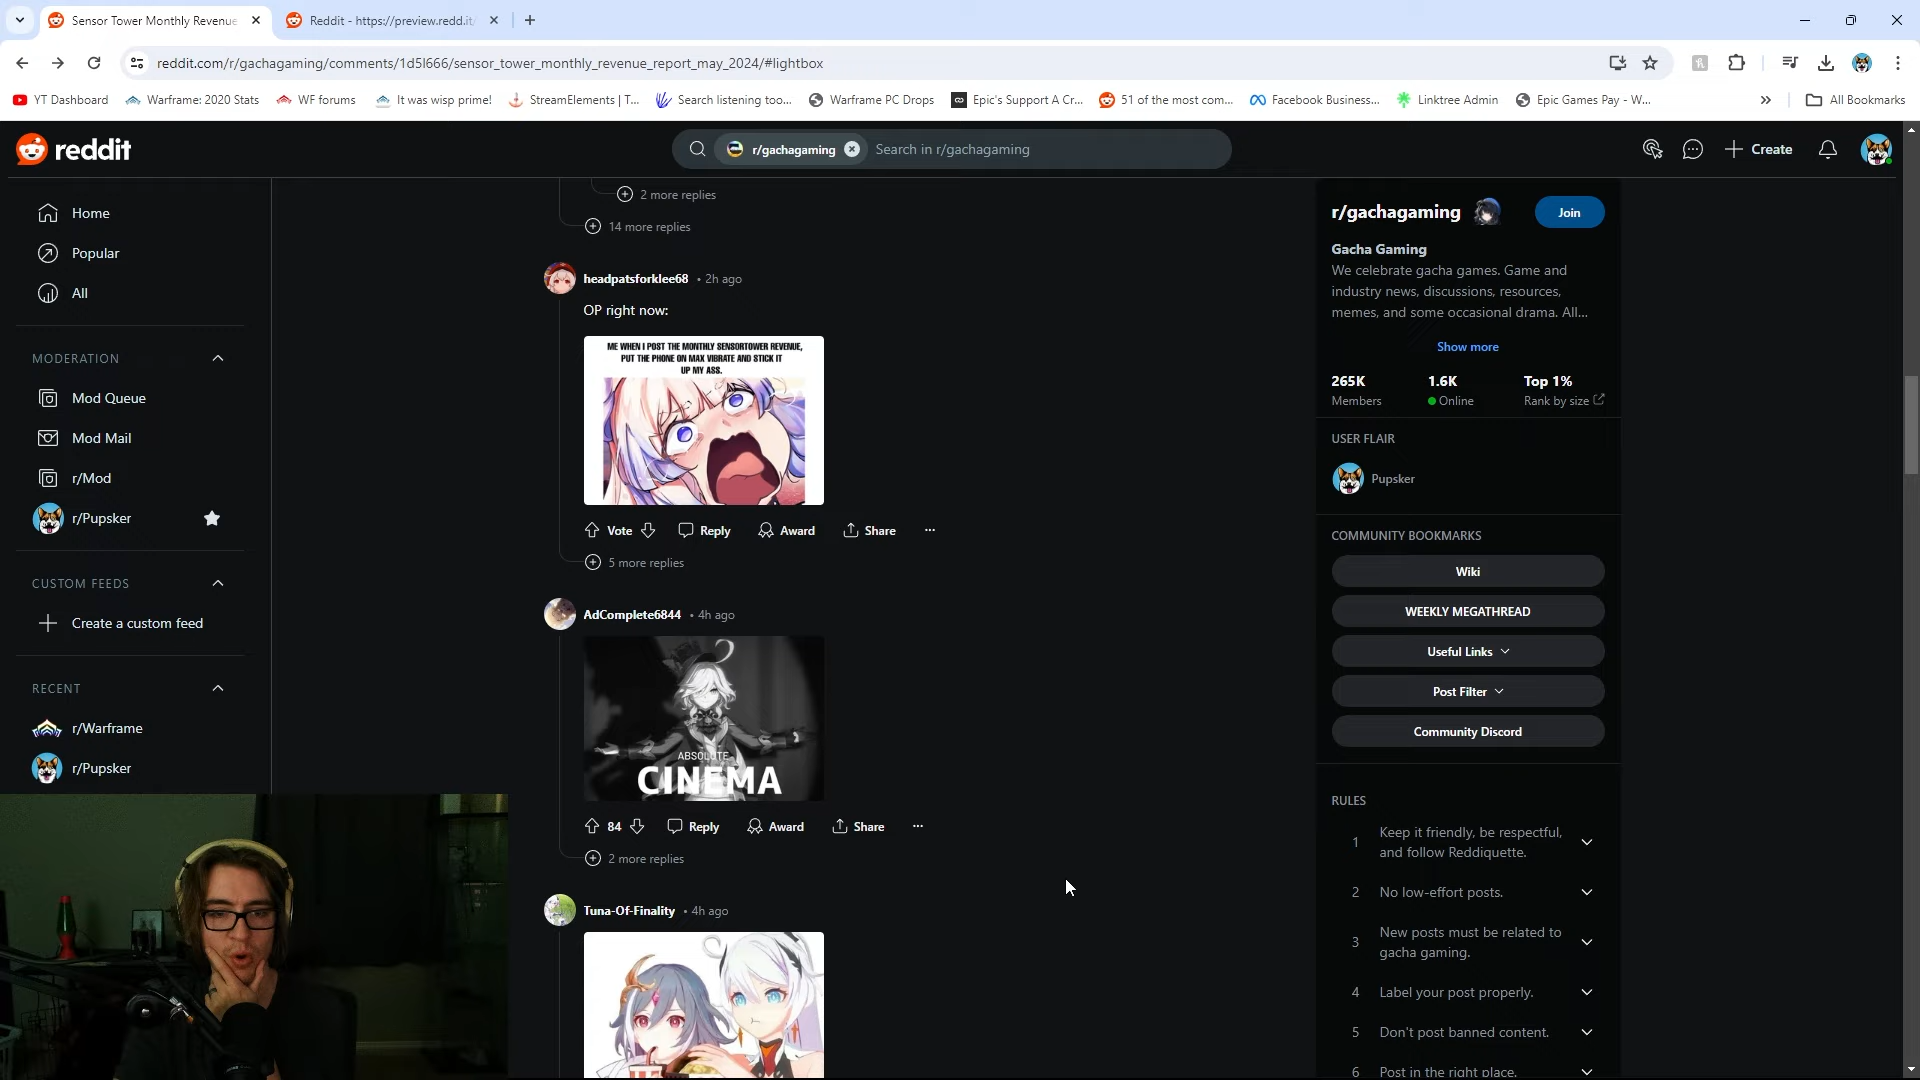 Sensor Tower Monthly Revenue
Reddit - https://preview.redd.it/
reddit.com/r/gachagaming/comments/1d5l666/sensor_tower_monthly_revenue_report_may_2024/#lightbox
YT Dashboard
Warframe: 2020 Stats
WF forums
It was wisp prime!
StreamElements | T...
Search listening too...
Warframe PC Drops
Epic's Support A Cr...
51 of the most com...
Facebook Business...
Linktree Admin
Epic Games Pay - W...
All Bookmarks
reddit
r/gachagaming
Search in r/gachagaming
Create
Home
Popular
All
MODERATION
Mod Queue
Mod Mail
r/Mod
r/Pupsker
CUSTOM FEEDS
Create a custom feed
RECENT
r/Warframe
r/Pupsker
2 more replies
14 more replies
headpatsforklee68 • 2h ago
OP right now:
ME WHEN I POST THE MONTHLY SENSORTOWER REVENUE,
PUT THE PHONE ON MAX VIBRATE AND STICK IT
UP MY ASS.
Vote
Reply
Award
Share
5 more replies
AdComplete6844 • 4h ago
ABSOLUTE
CINEMA
84
Reply
Award
Share
2 more replies
Tuna-Of-Finality • 4h ago
r/gachagaming
Join
Gacha Gaming
We celebrate gacha games. Game and
industry news, discussions, resources,
memes, and some occasional drama. All...
Show more
265K
Members
1.6K
Online
Top 1%
Rank by size
USER FLAIR
Pupsker
COMMUNITY BOOKMARKS
Wiki
WEEKLY MEGATHREAD
Useful Links
Post Filter
Community Discord
RULES
1 Keep it friendly, be respectful,
and follow Reddiquette.
2 No low-effort posts.
3 New posts must be related to
gacha gaming.
4 Label your post properly.
5 Don't post banned content.
6 Post in the right place.